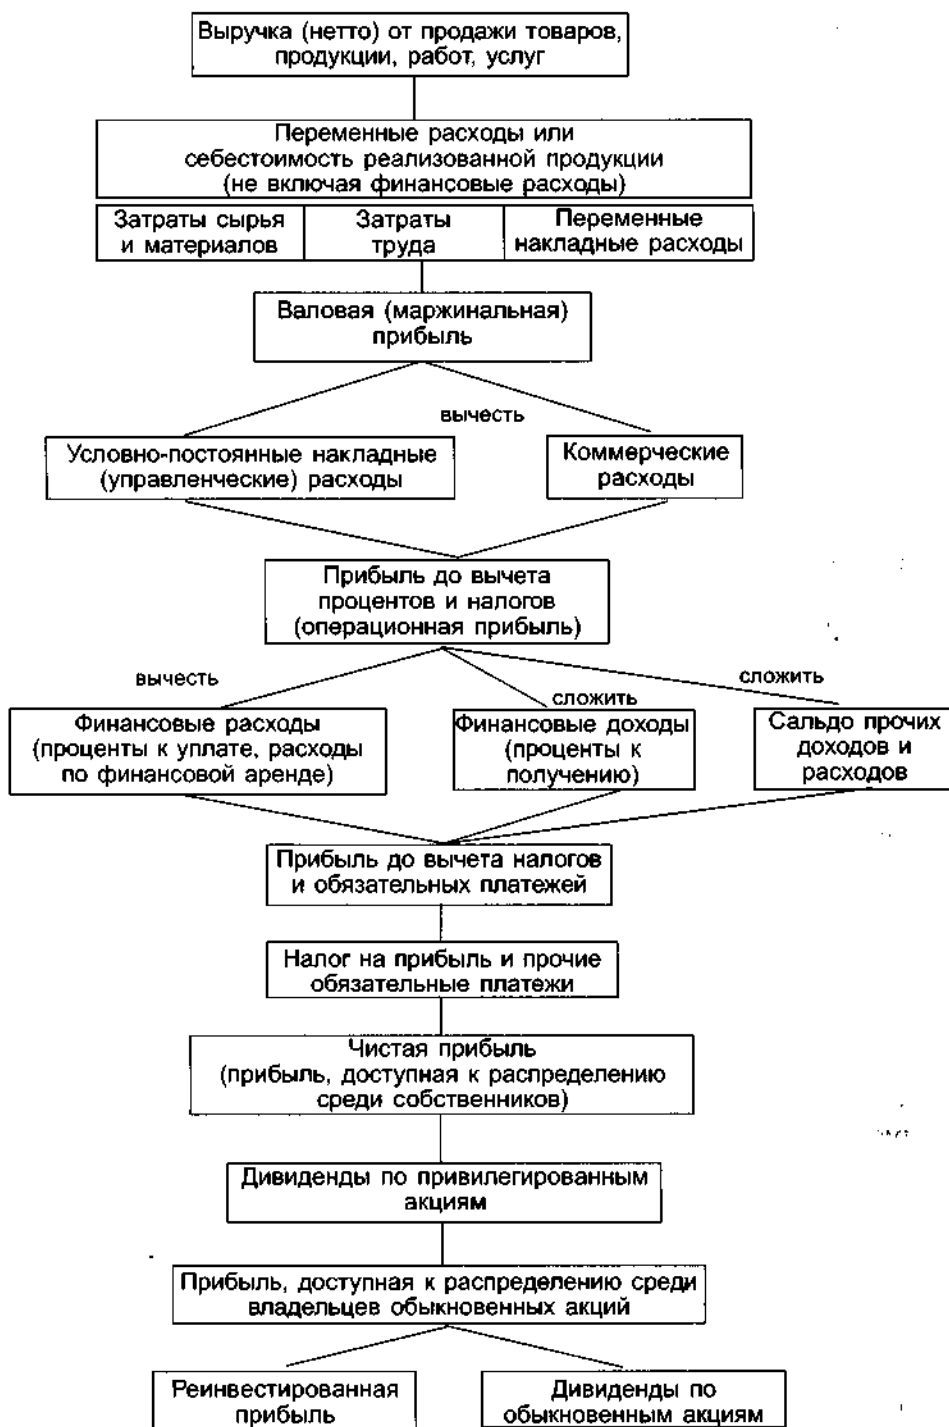 Выручка (нетто) от продажи товаров,
продукции, работ, услуг
Переменные расходы или
себестоимость реализованной продукции
(не включая финансовые расходы)
Затраты сырья
и материалов
Затраты
труда
Переменные
накладные расходы
Валовая (маржинальная)
прибыль
вычесть
Условно-постоянные накладные
(управленческие) расходы
Коммерческие
расходы
Прибыль до вычета
процентов и налогов
(операционная прибыль)
вычесть
сложить
сложить
Финансовые расходы
(проценты к уплате, расходы
по финансовой аренде)
Финансовые доходы
(проценты к
получению)
Сальдо прочих
доходов и
расходов
Прибыль до вычета налогов
и обязательных платежей
Налог на прибыль и прочие
обязательные платежи
Чистая прибыль
(прибыль, доступная к распределению
среди собственников)
Дивиденды по привилегированным
акциям
Прибыль, доступная к распределению среди
владельцев обыкновенных акций
Реинвестированная
прибыль
Дивиденды по
обыкновенным акциям